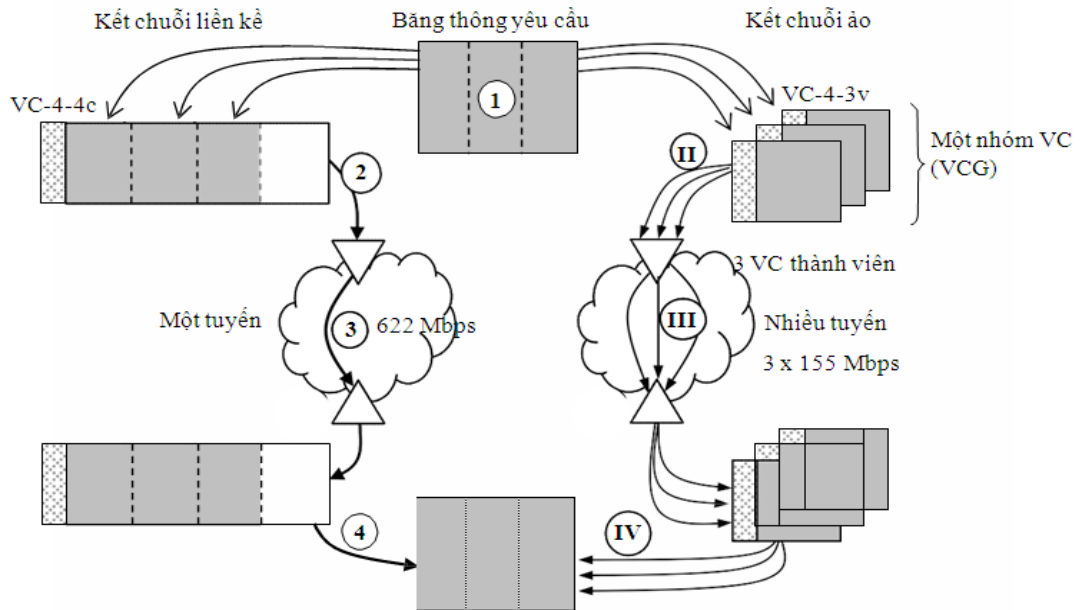 Kết chuỗi liền kề
Băng thông yêu cầu
Kết chuỗi ảo
VC-4-4c
1
VC-4-3v
Một nhóm VC
(VCG)
2
II
3 VC thành viên
Một tuyến
3
622 Mbps
III
Nhiều tuyến
3 x 155 Mbps
4
IV